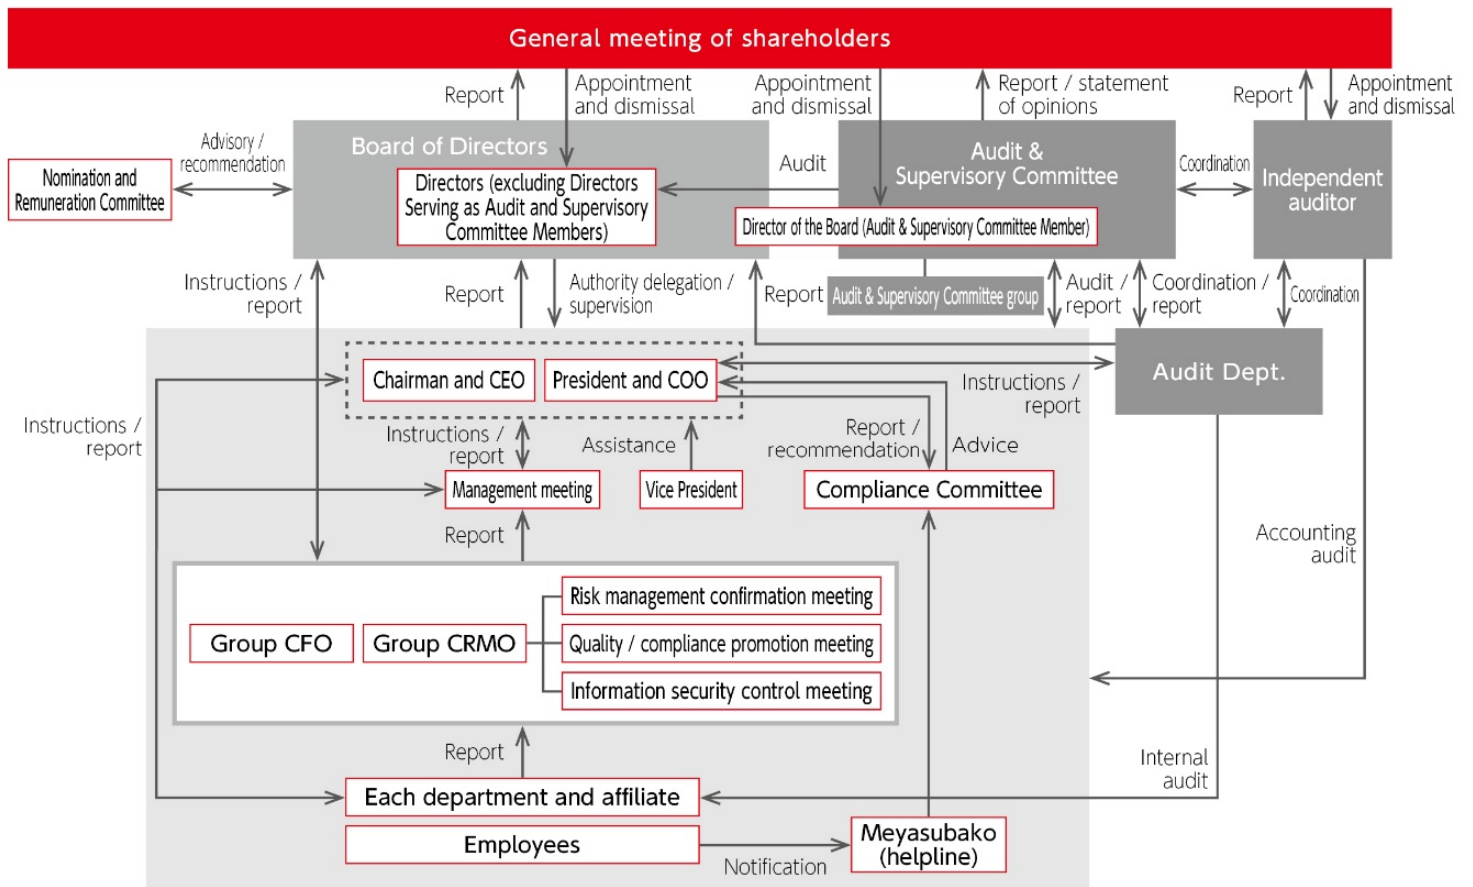 General meeting of shareholders
Report
Appointment
and dismissal
Appointment
and dismissal
Report / statement
of opinions
Report
Appointment
and dismissal
Advisory /
recommendation
Nomination and
Remuneration Committee
Board of Directors
Directors (excluding Directors
Serving as Audit and Supervisory
Committee Members)
Audit
Audit &
Supervisory Committee
Director of the Board (Audit & Supervisory Committee Member)
Coordination
Independent
auditor
Instructions /
report
Report
Authority delegation /
supervision
Report
Audit & Supervisory Committee group
Audit /
report
Coordination /
report
Coordination
Chairman and CEO
President and COO
Audit Dept.
Instructions /
report
Instructions /
report
Instructions /
report
Assistance
Report /
recommendation
Advice
Management meeting
Vice President
Compliance Committee
Report
Accounting
audit
Group CFO
Group CRMO
Risk management confirmation meeting
Quality / compliance promotion meeting
Information security control meeting
Report
Internal
audit
Each department and affiliate
Employees
Notification
Meyasubako
(helpline)